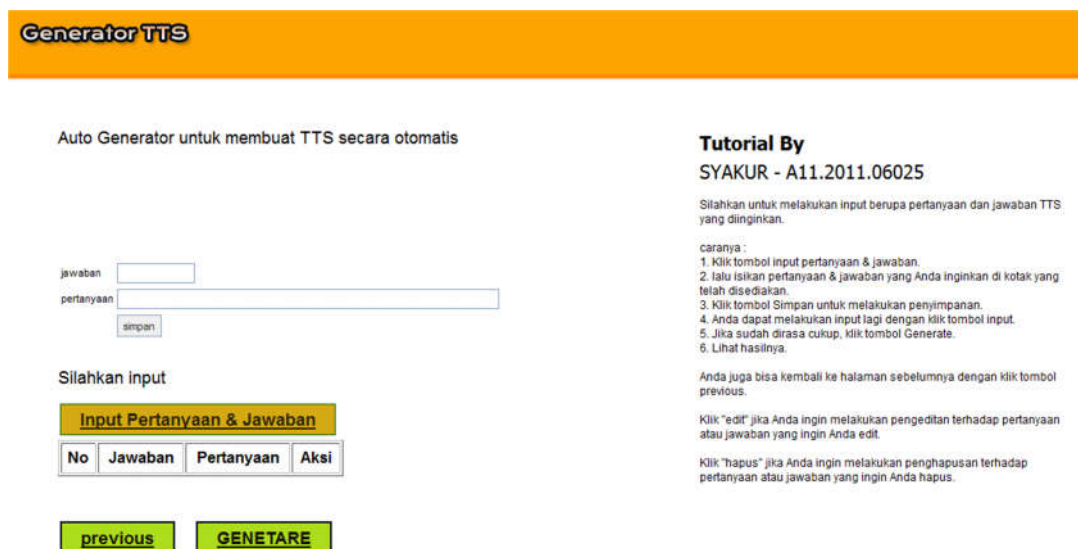 Generator TTS
Auto Generator untuk membuat TTS secara otomatis
jawaban
pertanyaan
simpan
Silahkan input
Input Pertanyaan & Jawaban
No Jawaban Pertanyaan Aksi
previous GENETARE
Tutorial By
SYAKUR - A11.2011.06025
Silahkan untuk melakukan input berupa pertanyaan dan jawaban TTS
yang diinginkan.
caranya :
1. Klik tombol input pertanyaan & jawaban.
2. lalu isikan pertanyaan & jawaban yang Anda inginkan di kotak yang
telah disediakan.
3. Klik tombol Simpan untuk melakukan penyimpanan.
4. Anda dapat melakukan input lagi dengan klik tombol input.
5. Jika sudah dirasa cukup, klik tombol Generate.
6. Lihat hasilnya.
Anda juga bisa kembali ke halaman sebelumnya dengan klik tombol
previous.
Klik "edit" jika Anda ingin melakukan pengeditan terhadap pertanyaan
atau jawaban yang ingin Anda edit.
Klik "hapus" jika Anda ingin melakukan penghapusan terhadap
pertanyaan atau jawaban yang ingin Anda hapus.